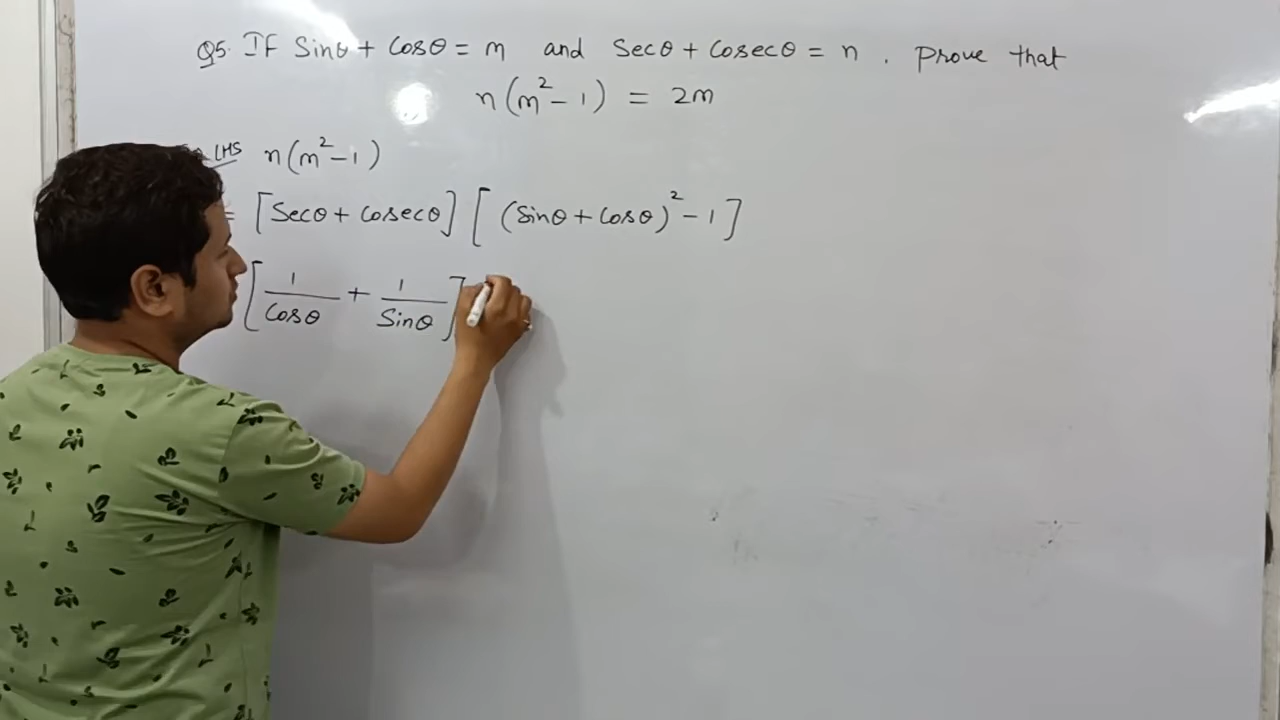 Q5. If Sinθ + Cosθ = m and Secθ + Cosecθ = n . Prove that
n(m² - 1) = 2m
LHS n(m² - 1)
= [Secθ + Cosecθ] [(Sinθ + Cosθ)² - 1]
[1/Cosθ + 1/Sinθ]